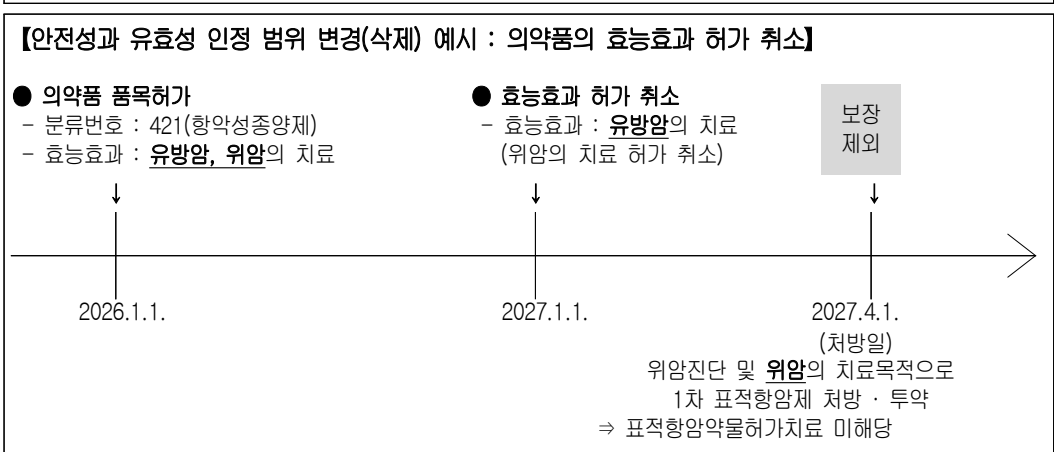 【안전성과 유효성 인정 범위 변경(삭제) 예시 : 의약품의 효능효과 허가 취소】
● 의약품 품목허가
- 분류번호 : 421(항악성종양제)
- 효능효과 : 유방암, 위암의 치료
● 효능효과 허가 취소
- 효능효과 : 유방암의 치료
(위암의 치료 허가 취소)
보장
제외
↓ ↓ ↓
2026.1.1. 2027.1.1. 2027.4.1.
(처방일)
위암진단 및 위암의 치료목적으로
1차 표적항암제 처방 · 투약
⇒ 표적항암약물허가치료 미해당